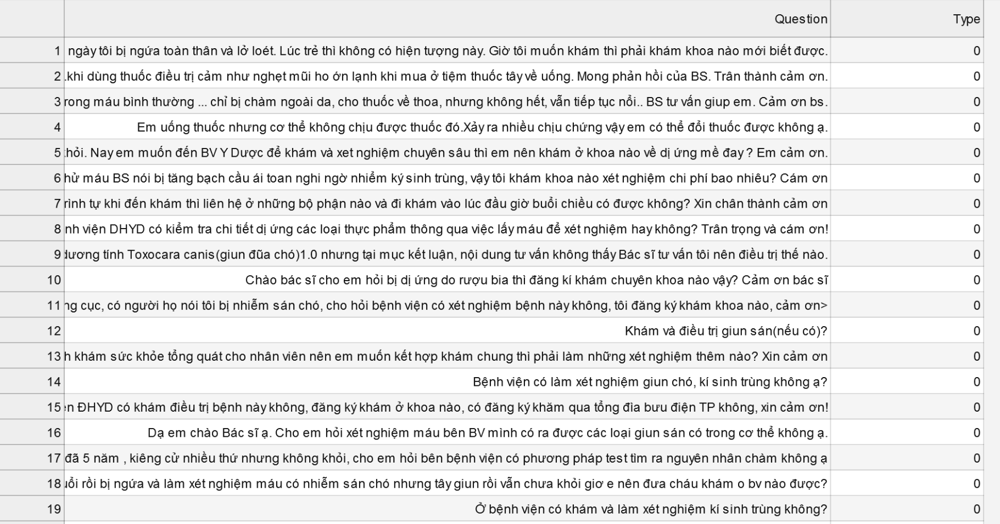 Question Type
1 ngày tôi bị ngứa toàn thân và lở loét. Lúc trẻ thì không có hiện tượng này. Giờ tôi muốn khám thì phải khám khoa nào mới biết được. 0
2 .khi dùng thuốc điều trị cảm như nghẹt mũi ho ớn lạnh khi mua ở tiệm thuốc tây về uống. Mong phản hồi của BS. Trân thành cảm ơn. 0
3 rong máu bình thường ... chỉ bị chàm ngoài da, cho thuốc về thoa, nhưng không hết, vẫn tiếp tục nổi.. BS tư vấn giup em. Cảm ơn bs. 0
4 Em uống thuốc nhưng cơ thể không chịu được thuốc đó.Xảy ra nhiều chịu chứng vậy em có thể đổi thuốc được không ạ. 0
5 hỏi. Nay em muốn đến BV Y Dược để khám và xet nghiệm chuyên sâu thì em nên khám ở khoa nào về dị ứng mề đay ? Em cảm ơn. 0
6 hử máu BS nói bị tăng bạch cầu ái toan nghi ngờ nhiểm ký sinh trùng, vậy tôi khám khoa nào xét nghiệm chi phí bao nhiêu? Cám ơn 0
7 rình tự khi đến khám thì liên hệ ở những bộ phận nào và đi khám vào lúc đầu giờ buổi chiều có được không? Xin chân thành cảm ơn 0
8 nh viện DHYD có kiểm tra chi tiết dị ứng các loại thực phẩm thông qua việc lấy máu để xét nghiệm hay không? Trân trọng và cám ơn! 0
9 dương tính Toxocara canis(giun đũa chó)1.0 nhưng tại mục kết luận, nội dung tư vấn không thấy Bác sĩ tư vấn tôi nên điều trị thế nào. 0
10 Chào bác sĩ cho em hỏi bị dị ứng do rượu bia thì đăng kí khám chuyên khoa nào vậy? Cảm ơn bác sĩ 0
11 ng cục, có người họ nói tôi bị nhiễm sán chó, cho hỏi bệnh viện có xét nghiệm bệnh này không, tôi đăng ký khám khoa nào, cảm ơn> 0
12 Khám và điều trị giun sán(nếu có)? 0
13 h khám sức khỏe tổng quát cho nhân viên nên em muốn kết hợp khám chung thì phải làm những xét nghiệm thêm nào? Xin cảm ơn 0
14 Bệnh viện có làm xét nghiệm giun chó, kí sinh trùng không ạ? 0
15 n ĐHYD có khám điều trị bệnh này không, đăng ký khám ở khoa nào, có đăng ký khăm qua tổng đìa bưu điện TP không, xin cảm ơn! 0
16 Dạ em chào Bác sĩ ạ. Cho em hỏi xét nghiệm máu bên BV mình có ra được các loại giun sán có trong cơ thể không ạ. 0
17 đã 5 năm , kiêng cử nhiều thứ nhưng không khỏi, cho em hỏi bên bệnh viện có phương pháp test tìm ra nguyên nhân chàm không ạ 0
18 uổi rồi bị ngứa và làm xét nghiệm máu có nhiễm sán chó nhưng tây giun rồi vẫn chưa khỏi giơ e nên đưa cháu khám o bv nào được? 0
19 Ở bệnh viện có khám và làm xét nghiệm kí sinh trùng không? 0